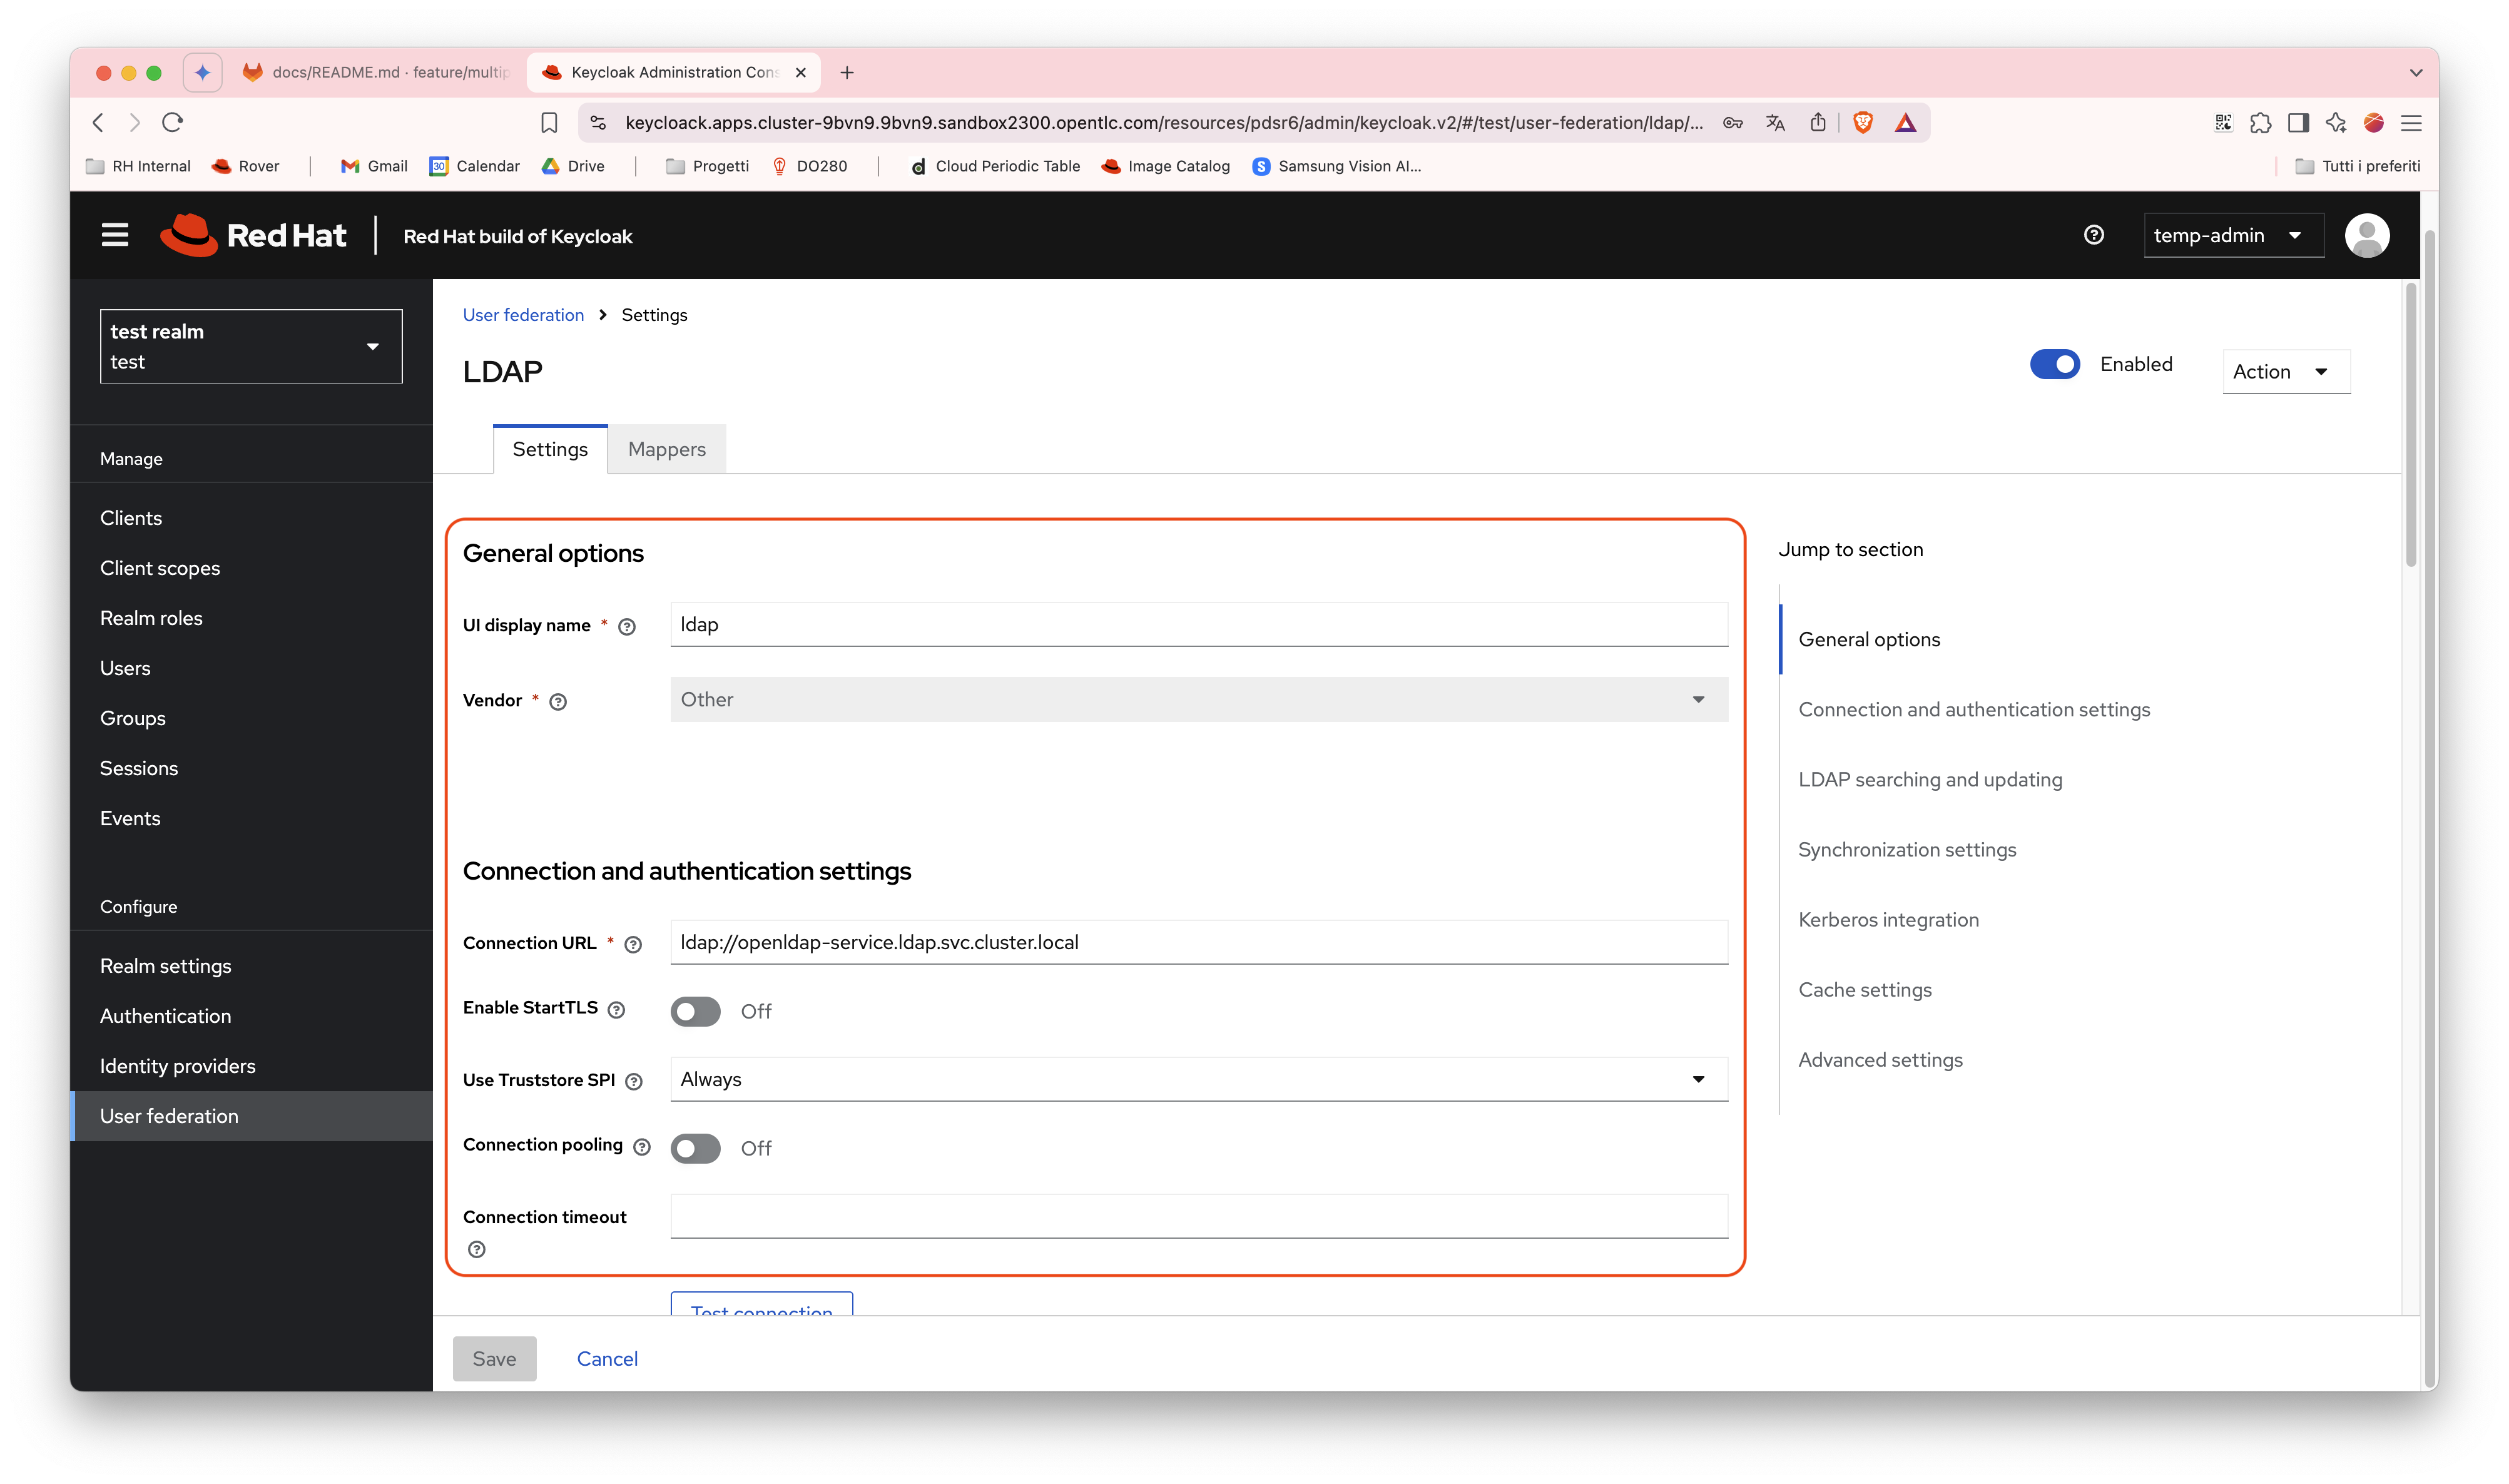 docs/README.md · feature/multip
Keycloak Administration Cons
keycloack.apps.cluster-9bvn9.9bvn9.sandbox2300.opentlc.com/resources/pdsr6/admin/keycloak.v2/#/test/user-federation/ldap/...
RH Internal
Rover
Gmail
30
Calendar
Drive
Progetti
DO280
d
Cloud Periodic Table
Image Catalog
S
Samsung Vision AI...
Tutti i preferiti
Red Hat
Red Hat build of Keycloak
temp-admin
test realm
test
Manage
Clients
Client scopes
Realm roles
Users
Groups
Sessions
Events
Configure
Realm settings
Authentication
Identity providers
User federation
User federation > Settings
LDAP
Enabled
Action
Settings
Mappers
General options
UI display name *
ldap
Vendor *
Other
Connection and authentication settings
Connection URL *
ldap://openldap-service.ldap.svc.cluster.local
Enable StartTLS
Off
Use Truststore SPI
Always
Connection pooling
Off
Connection timeout
Test connection
Save
Cancel
Jump to section
General options
Connection and authentication settings
LDAP searching and updating
Synchronization settings
Kerberos integration
Cache settings
Advanced settings